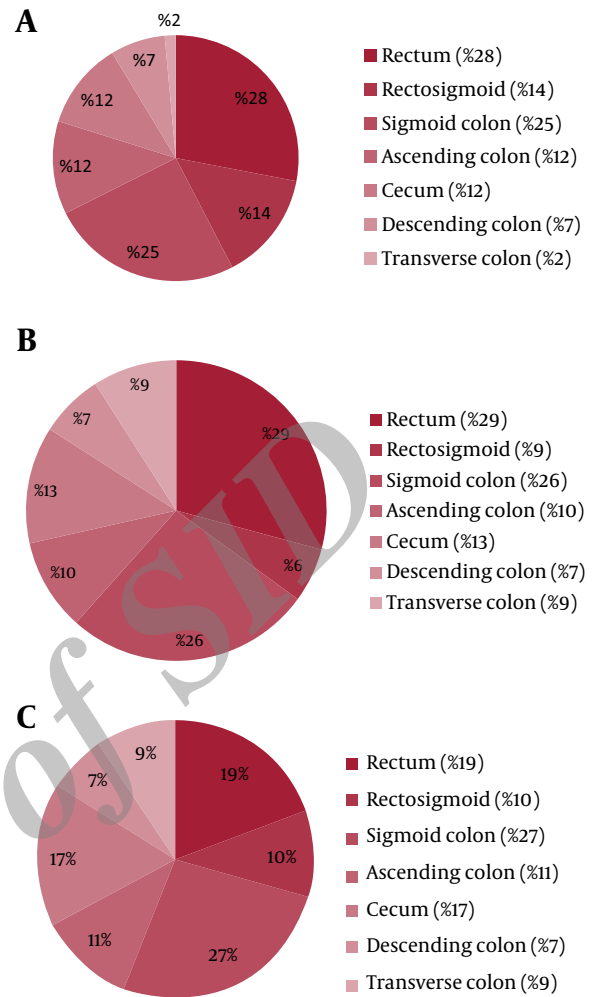 A
%2
%7
%28
%12
%12
%14
%25
Rectum (%28)
Rectosigmoid (%14)
Sigmoid colon (%25)
Ascending colon (%12)
Cecum (%12)
Descending colon (%7)
Transverse colon (%2)
B
%9
%7
%29
%13
%6
%10
%26
Rectum (%29)
Rectosigmoid (%9)
Sigmoid colon (%26)
Ascending colon (%10)
Cecum (%13)
Descending colon (%7)
Transverse colon (%9)
C
9%
7%
19%
17%
10%
11%
27%
Rectum (%19)
Rectosigmoid (%10)
Sigmoid colon (%27)
Ascending colon (%11)
Cecum (%17)
Descending colon (%7)
Transverse colon (%9)
of SID